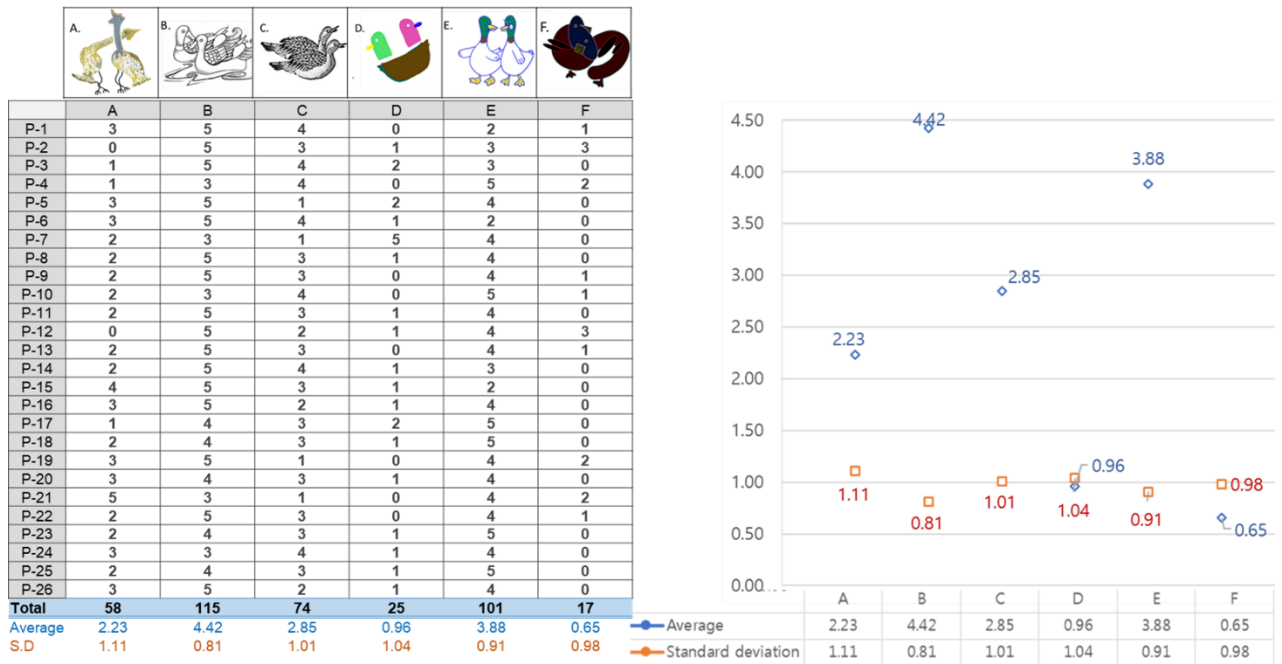 A. B. C. D. E. F.
A B C D E F
P-1 3 5 4 0 2 1
P-2 0 5 3 1 3 3
P-3 1 5 4 2 3 0
P-4 1 3 4 0 5 2
P-5 3 5 1 2 4 0
P-6 3 5 4 1 2 0
P-7 2 3 1 5 4 0
P-8 2 5 3 1 4 0
P-9 2 5 3 0 4 1
P-10 2 3 4 0 5 1
P-11 2 5 3 1 4 0
P-12 0 5 2 1 4 3
P-13 2 5 3 0 4 1
P-14 2 5 4 1 3 0
P-15 4 5 3 1 2 0
P-16 3 5 2 1 4 0
P-17 1 4 3 2 5 0
P-18 2 4 3 1 5 0
P-19 3 5 1 0 4 2
P-20 3 4 3 1 4 0
P-21 5 3 1 0 4 2
P-22 2 5 3 0 4 1
P-23 2 4 3 1 5 0
P-24 3 3 4 1 4 0
P-25 2 4 3 1 5 0
P-26 3 5 2 1 4 0
Total 58 115 74 25 101 17
Average 2.23 4.42 2.85 0.96 3.88 0.65
S.D 1.11 0.81 1.01 1.04 0.91 0.98
4.50
4.00
3.50
3.00
2.50
2.00
1.50
1.00
0.50
0.00
4.42
3.88
2.85
2.23
0.96
0.98
1.11
1.01
1.04
0.81
0.91
0.65
A B C D E F
Average 2.23 4.42 2.85 0.96 3.88 0.65
Standard deviation 1.11 0.81 1.01 1.04 0.91 0.98